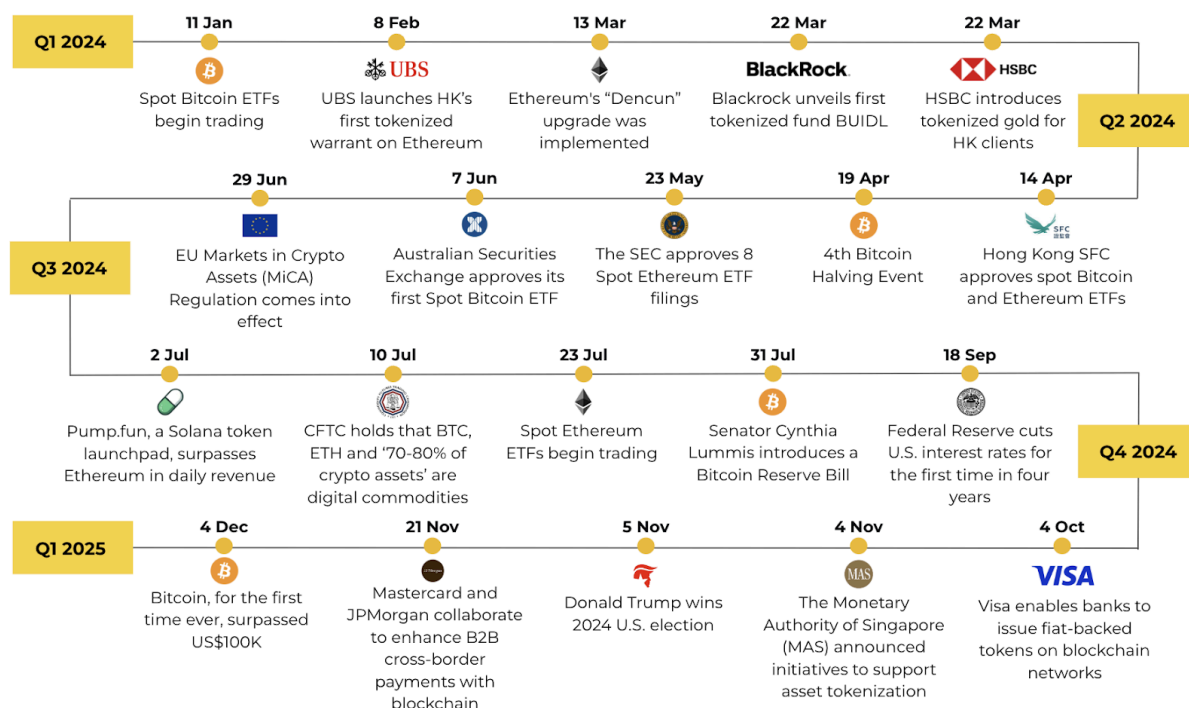 Q1 2024
11 Jan
Spot Bitcoin ETFs
begin trading
8 Feb
UBS
UBS launches HK's
first tokenized
warrant on Ethereum
13 Mar
Ethereum's “Dencun”
upgrade was
implemented
22 Mar
BlackRock.
Blackrock unveils first
tokenized fund BUIDL
22 Mar
HSBC
HSBC introduces
tokenized gold for
HK clients
Q2 2024
14 Apr
SFC
Hong Kong SFC
approves spot Bitcoin
and Ethereum ETFs
19 Apr
4th Bitcoin
Halving Event
23 May
The SEC approves 8
Spot Ethereum ETF
filings
7 Jun
Australian Securities
Exchange approves its
first Spot Bitcoin ETF
29 Jun
EU Markets in Crypto
Assets (MiCA)
Regulation comes into
effect
Q3 2024
2 Jul
Pump.fun, a Solana token
launchpad, surpasses
Ethereum in daily revenue
10 Jul
CFTC holds that BTC,
ETH and ‘70-80% of
crypto assets’ are
digital commodities
23 Jul
Spot Ethereum
ETFs begin trading
31 Jul
Senator Cynthia
Lummis introduces a
Bitcoin Reserve Bill
18 Sep
Federal Reserve cuts
U.S. interest rates for
the first time in four
years
Q4 2024
4 Oct
VISA
Visa enables banks to
issue fiat-backed
tokens on blockchain
networks
4 Nov
MAS
The Monetary
Authority of Singapore
(MAS) announced
initiatives to support
asset tokenization
5 Nov
Donald Trump wins
2024 U.S. election
21 Nov
Mastercard and
JPMorgan collaborate
to enhance B2B
cross-border
payments with
blockchain
4 Dec
Bitcoin, for the first
time ever, surpassed
US$100K
Q1 2025